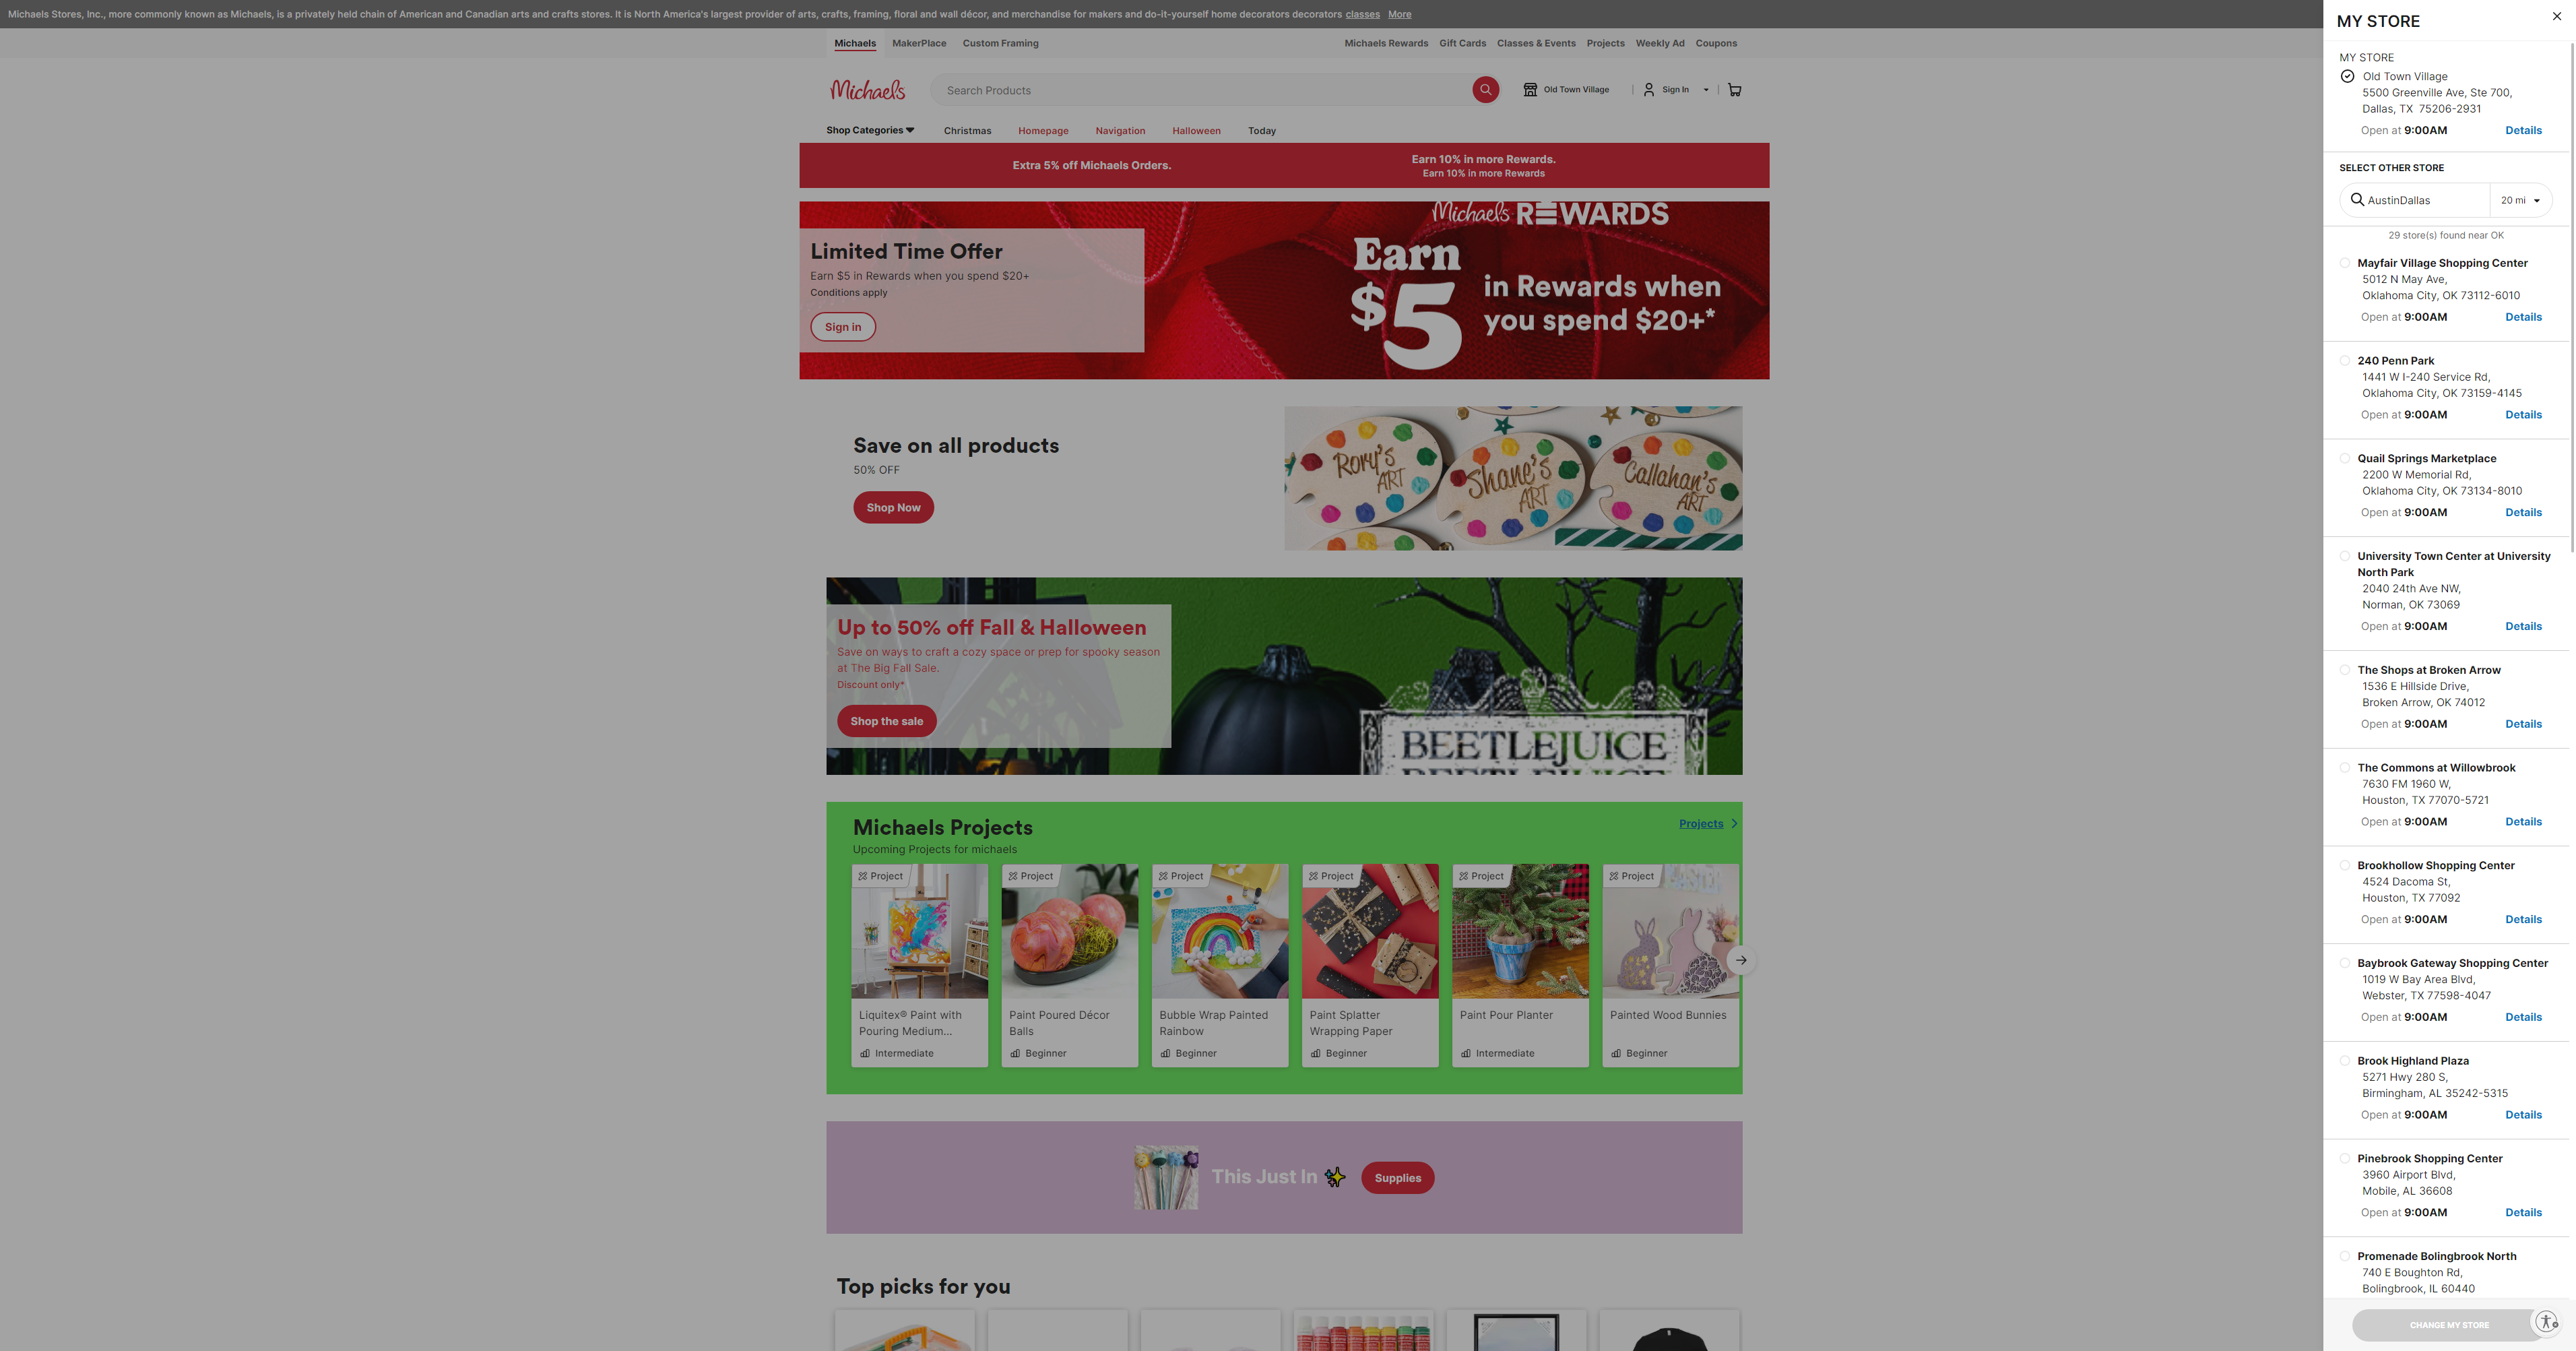 Michaels Stores, Inc., more commonly known as Michaels, is a privately held chain of American and Canadian arts and crafts stores. It is North America's largest provider of arts, crafts, framing, floral and wall décor, and merchandise for makers and do-it-yourself home decorators decorators classes More
Michaels MakerPlace Custom Framing
Michaels Rewards Gift Cards Classes & Events Projects Weekly Ad Coupons
Michaels
Search Products
Old Town Village
Sign In
Shop Categories Christmas Homepage Navigation Halloween Today
Extra 5% off Michaels Orders.
Earn 10% in more Rewards.
Earn 10% in more Rewards
Limited Time Offer
Earn $5 in Rewards when you spend $20+
Conditions apply
Sign in
Michaels REWARDS
Earn
$5
in Rewards when
you spend $20+*
Save on all products
50% OFF
Shop Now
Rory's
ART
Shane's
ART
Callahan's
ART
Up to 50% off Fall & Halloween
Save on ways to craft a cozy space or prep for spooky season
at The Big Fall Sale.
Discount only*
Shop the sale
BEETLEJUICE
BEETLEJUICE
Michaels Projects
Projects
Upcoming Projects for michaels
Project
Liquitex® Paint with
Pouring Medium...
Intermediate
Project
Paint Poured Décor
Balls
Beginner
Project
Bubble Wrap Painted
Rainbow
Beginner
Project
Paint Splatter
Wrapping Paper
Beginner
Project
Paint Pour Planter
Intermediate
Project
Painted Wood Bunnies
Beginner
This Just In
Supplies
Top picks for you
MY STORE
MY STORE
Old Town Village
5500 Greenville Ave, Ste 700,
Dallas, TX 75206-2931
Open at 9:00AM Details
SELECT OTHER STORE
AustinDallas 20 mi
29 store(s) found near OK
Mayfair Village Shopping Center
5012 N May Ave,
Oklahoma City, OK 73112-6010
Open at 9:00AM Details
240 Penn Park
1441 W I-240 Service Rd,
Oklahoma City, OK 73159-4145
Open at 9:00AM Details
Quail Springs Marketplace
2200 W Memorial Rd,
Oklahoma City, OK 73134-8010
Open at 9:00AM Details
University Town Center at University
North Park
2040 24th Ave NW,
Norman, OK 73069
Open at 9:00AM Details
The Shops at Broken Arrow
1536 E Hillside Drive,
Broken Arrow, OK 74012
Open at 9:00AM Details
The Commons at Willowbrook
7630 FM 1960 W,
Houston, TX 77070-5721
Open at 9:00AM Details
Brookhollow Shopping Center
4524 Dacoma St,
Houston, TX 77092
Open at 9:00AM Details
Baybrook Gateway Shopping Center
1019 W Bay Area Blvd,
Webster, TX 77598-4047
Open at 9:00AM Details
Brook Highland Plaza
5271 Hwy 280 S,
Birmingham, AL 35242-5315
Open at 9:00AM Details
Pinebrook Shopping Center
3960 Airport Blvd,
Mobile, AL 36608
Open at 9:00AM Details
Promenade Bolingbrook North
740 E Boughton Rd,
Bolingbrook, IL 60440
CHANGE MY STORE